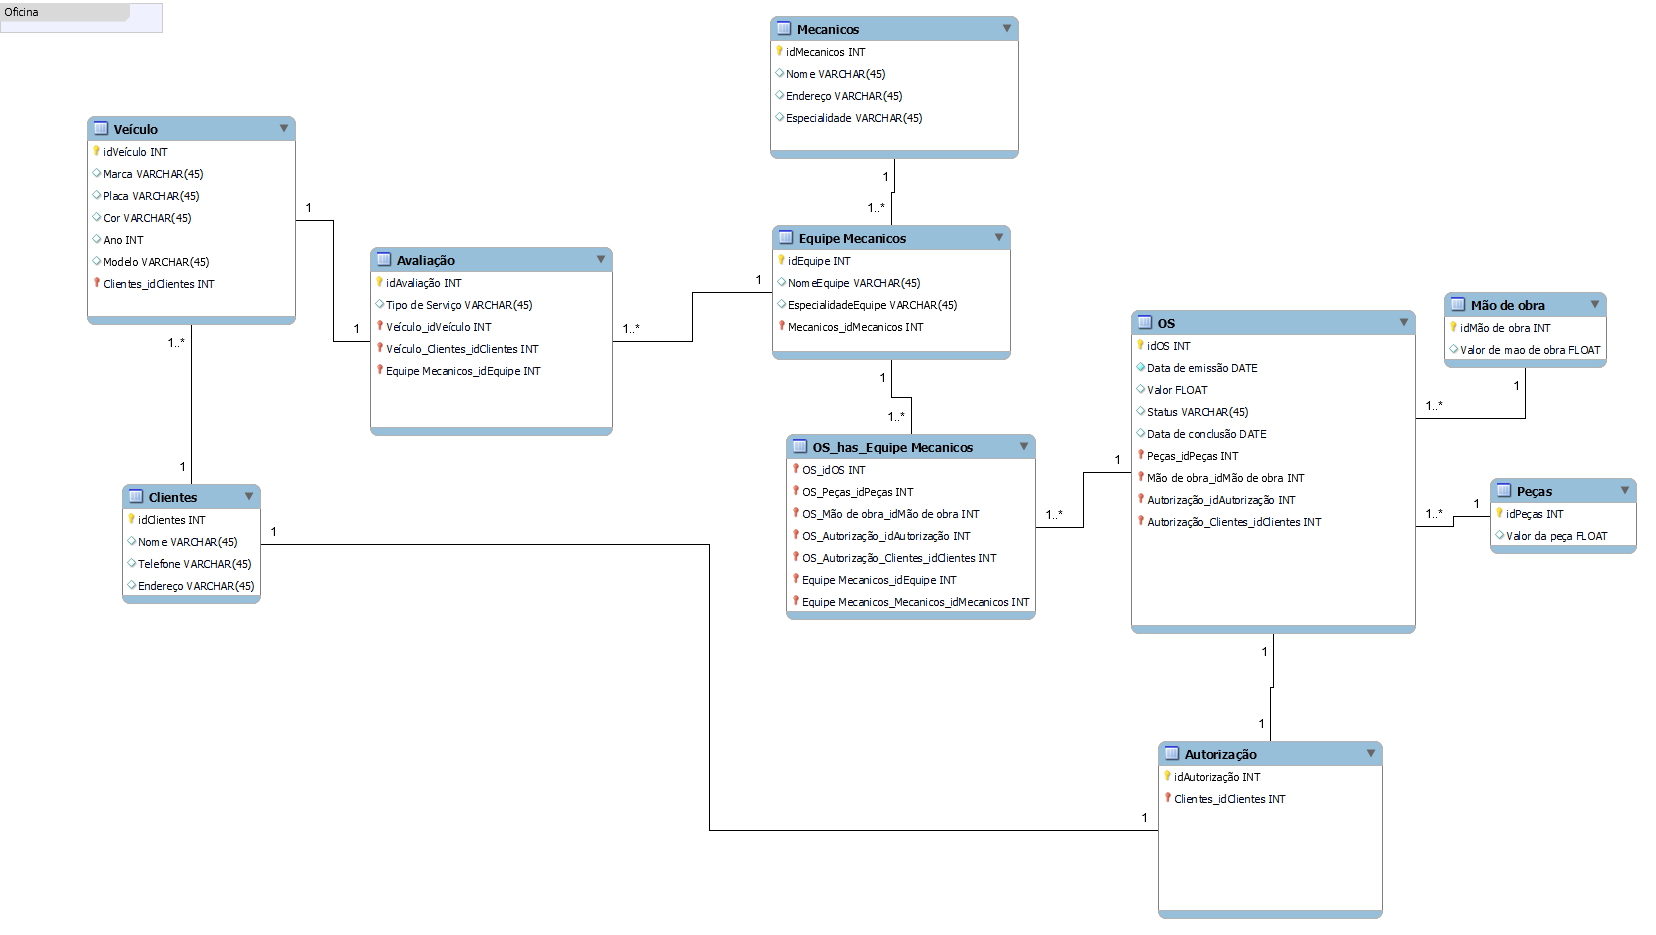 Oficina
Mecanicos
idMecanicos INT
Nome VARCHAR(45)
Endereço VARCHAR(45)
Especialidade VARCHAR(45)
1
1..*
Veículo
idVeículo INT
Marca VARCHAR(45)
Placa VARCHAR(45)
Cor VARCHAR(45)
Ano INT
Modelo VARCHAR(45)
Clientes_idClientes INT
1
1
1..*
1
Avaliação
idAvaliação INT
Tipo de Serviço VARCHAR(45)
Veículo_idVeículo INT
Veículo_Clientes_idClientes INT
Equipe Mecanicos_idEquipe INT
1..*
1
Equipe Mecanicos
idEquipe INT
NomeEquipe VARCHAR(45)
EspecialidadeEquipe VARCHAR(45)
Mecanicos_idMecanicos INT
1
1..*
OS_has_Equipe Mecanicos
OS_idOS INT
OS_Peças_idPeças INT
OS_Mão de obra_idMão de obra INT
OS_Autorização_idAutorização INT
OS_Autorização_Clientes_idClientes INT
Equipe Mecanicos_idEquipe INT
Equipe Mecanicos_Mecanicos_idMecanicos INT
1..*
1
OS
idOS INT
Data de emissão DATE
Valor FLOAT
Status VARCHAR(45)
Data de conclusão DATE
Peças_idPeças INT
Mão de obra_idMão de obra INT
Autorização_idAutorização INT
Autorização_Clientes_idClientes INT
Mão de obra
idMão de obra INT
Valor de mao de obra FLOAT
1
1..*
Peças
idPeças INT
Valor da peça FLOAT
1
1..*
Clientes
idClientes INT
Nome VARCHAR(45)
Telefone VARCHAR(45)
Endereço VARCHAR(45)
1
1
1
1
Autorização
idAutorização INT
Clientes_idClientes INT